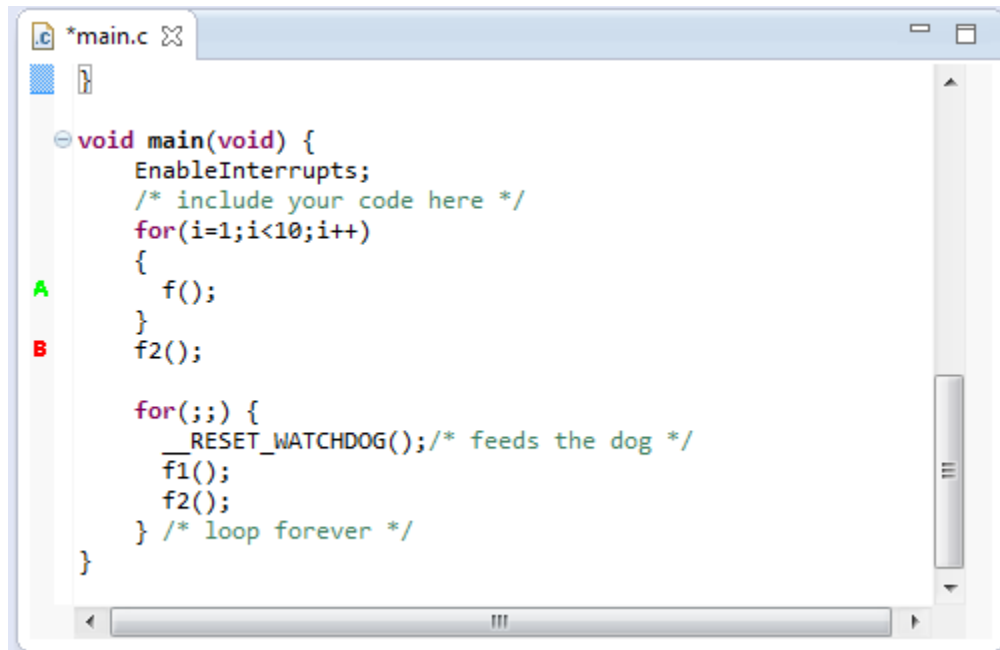 .c *main.c
}
void main(void) {
EnableInterrupts;
/* include your code here */
for(i=1;i<10;i++)
{
A f();
}
B f2();
for(;;) {
__RESET_WATCHDOG();/* feeds the dog */
f1();
f2();
} /* loop forever */
}